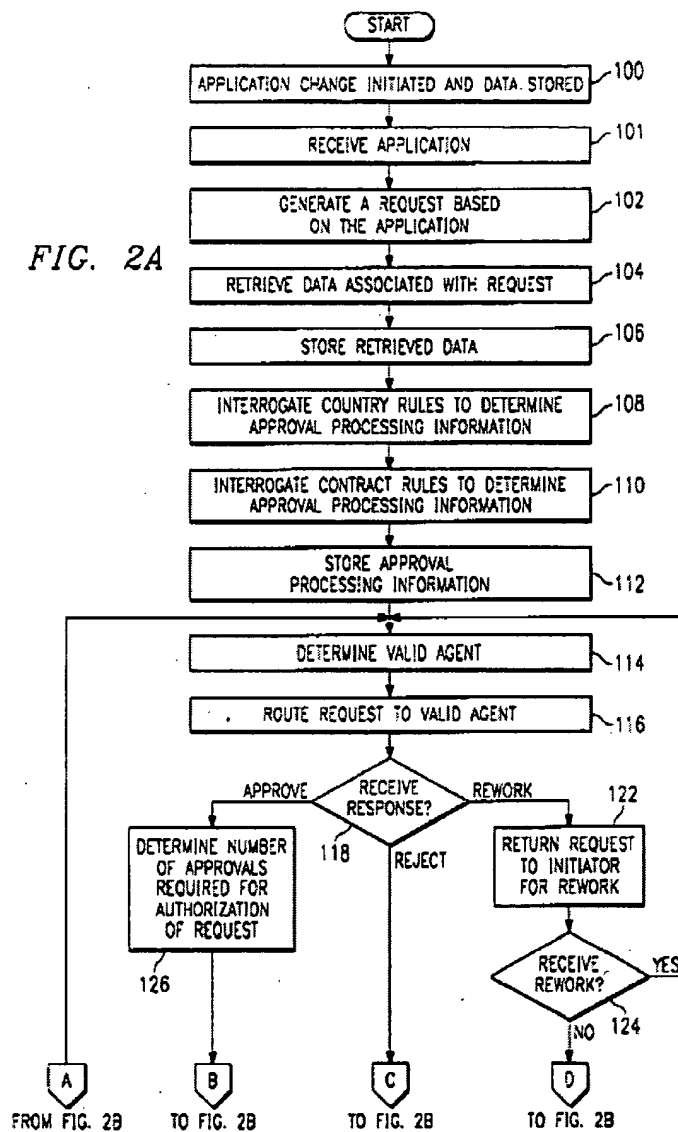 START
APPLICATION CHANGE INITIATED AND DATA STORED
100
RECEIVE APPLICATION
101
GENERATE A REQUEST BASED
ON THE APPLICATION
102
FIG. 2A
RETRIEVE DATA ASSOCIATED WITH REQUEST
104
STORE RETRIEVED DATA
106
INTERROGATE COUNTRY RULES TO DETERMINE
APPROVAL PROCESSING INFORMATION
108
INTERROGATE CONTRACT RULES TO DETERMINE
APPROVAL PROCESSING INFORMATION
110
STORE APPROVAL
PROCESSING INFORMATION
112
DETERMINE VALID AGENT
114
ROUTE REQUEST TO VALID AGENT
116
APPROVE
RECEIVE
RESPONSE?
REWORK
118
REJECT
122
DETERMINE NUMBER
OF APPROVALS
REQUIRED FOR
AUTHORIZATION
OF REQUEST
126
RETURN REQUEST
TO INITIATOR
FOR REWORK
RECEIVE
REWORK?
YES
124
NO
A
FROM FIG. 2B
B
TO FIG. 2B
C
TO FIG. 2B
D
TO FIG. 2B